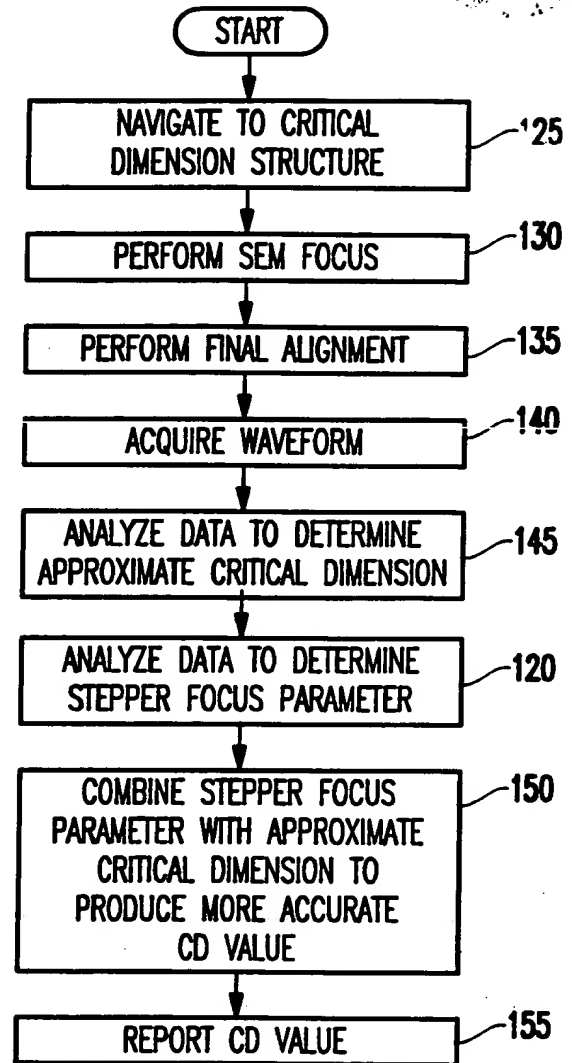 START
NAVIGATE TO CRITICAL
DIMENSION STRUCTURE
125
PERFORM SEM FOCUS
130
PERFORM FINAL ALIGNMENT
135
ACQUIRE WAVEFORM
140
ANALYZE DATA TO DETERMINE
APPROXIMATE CRITICAL DIMENSION
145
ANALYZE DATA TO DETERMINE
STEPPER FOCUS PARAMETER
120
COMBINE STEPPER FOCUS
PARAMETER WITH APPROXIMATE
CRITICAL DIMENSION TO
PRODUCE MORE ACCURATE
CD VALUE
150
REPORT CD VALUE
155